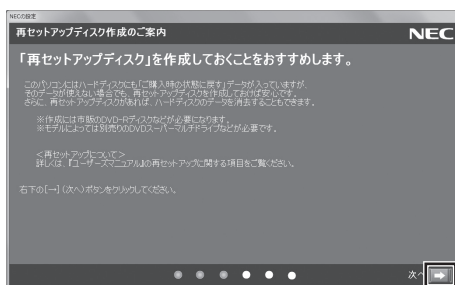 NECの設定
再セットアップディスク作成のご案内 NEC
「再セットアップディスク」を作成しておくことをおすすめします。
このパソコンにはハードディスクにも「ご購入時の状態に戻す」データが入っていますが、
そのデータが使えない場合でも、再セットアップディスクを作成しておけば安心です。
さらに、再セットアップディスクがあれば、ハードディスクのデータを消去することもできます。
※作成には市販のDVD-Rディスクなどが必要になります。
※モデルによっては別売りのDVDスーパーマルチドライブなどが必要です。
＜再セットアップについて＞
詳しくは、『ユーザーズマニュアル』の再セットアップに関する項目をご覧ください。
右下の[→](次へ)ボタンをクリックしてください。
次へ